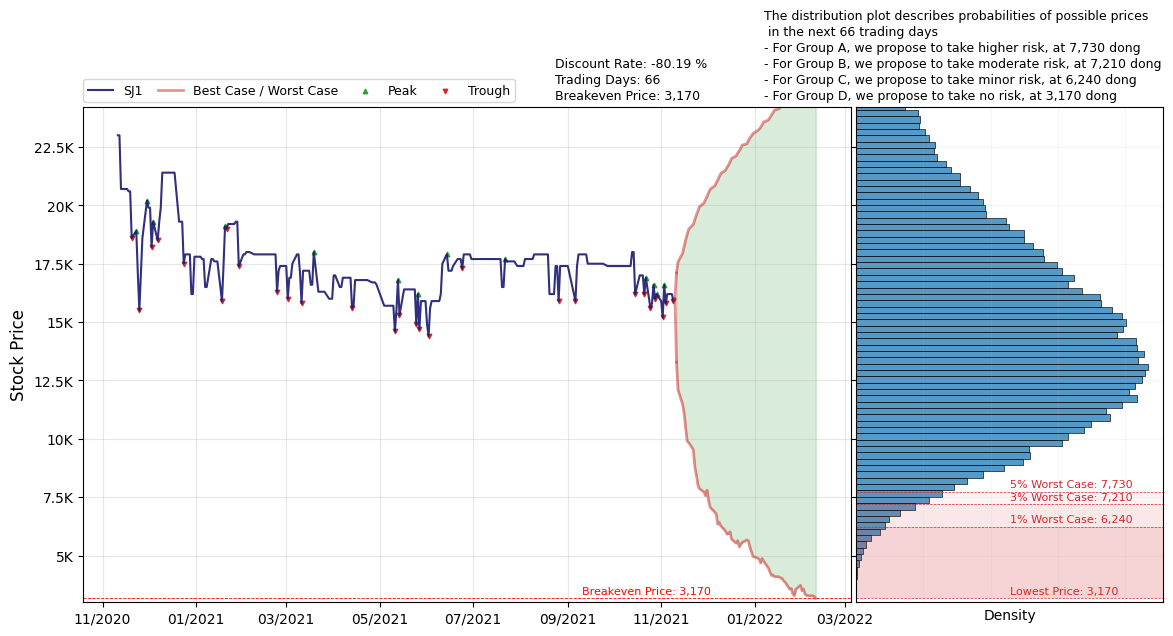 The distribution plot describes probabilities of possible prices
in the next 66 trading days
- For Group A, we propose to take higher risk, at 7,730 dong
- For Group B, we propose to take moderate risk, at 7,210 dong
- For Group C, we propose to take minor risk, at 6,240 dong
- For Group D, we propose to take no risk, at 3,170 dong
Discount Rate: -80.19 %
Trading Days: 66
Breakeven Price: 3,170
SJ1
Best Case / Worst Case
Peak
Trough
Stock Price
22.5K
20K
17.5K
15K
12.5K
10K
7.5K
5K
Breakeven Price: 3,170
11/2020
01/2021
03/2021
05/2021
07/2021
09/2021
11/2021
01/2022
03/2022
5% Worst Case: 7,730
3% Worst Case: 7,210
1% Worst Case: 6,240
Lowest Price: 3,170
Density